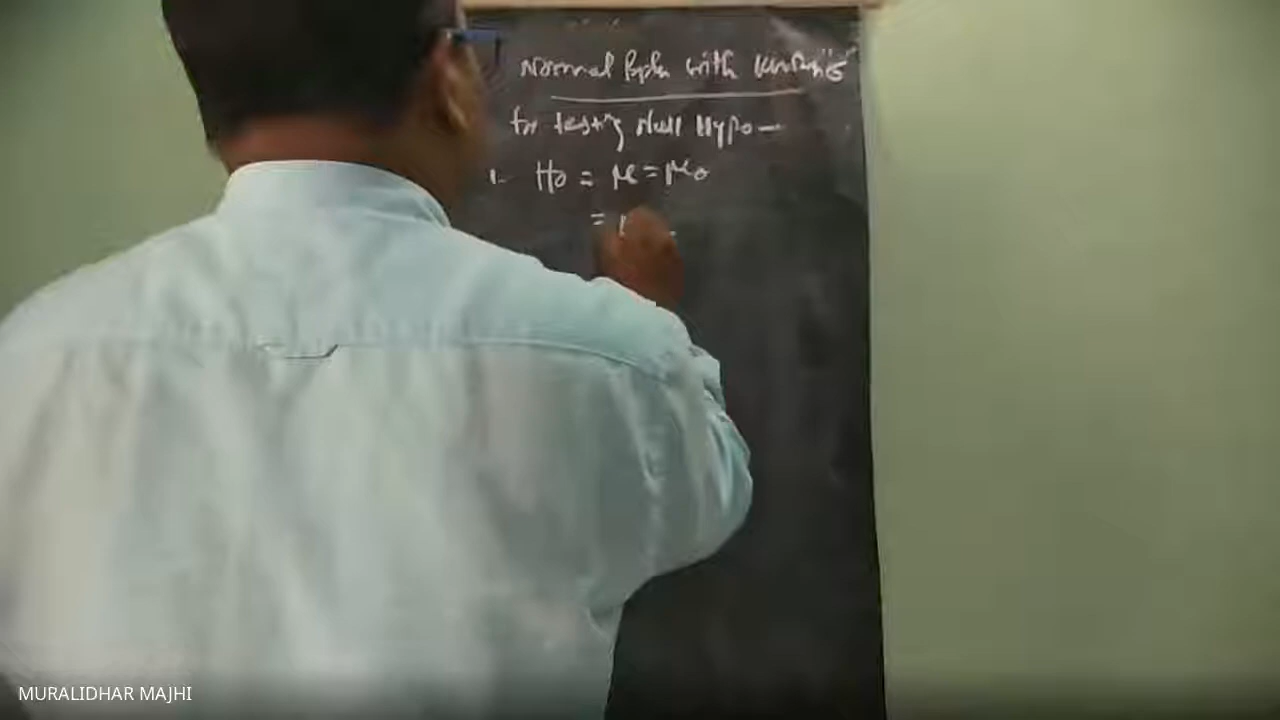 Normal Popln with known "σ"
for testing Null Hypo —
1- H0 = μ = μ0
=
MURALIDHAR MAJHI